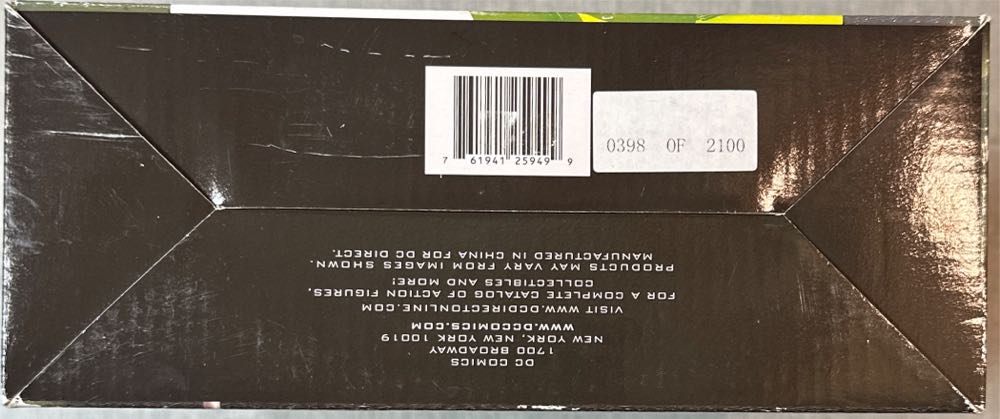 7 61941 25949 9
0398 OF 2100
DC COMICS
1700 BROADWAY
NEW YORK, NEW YORK 10019
WWW.DCCOMICS.COM
VISIT WWW.DCDIRECTONLINE.COM
FOR A COMPLETE CATALOG OF ACTION FIGURES,
COLLECTIBLES AND MORE!
PRODUCTS MAY VARY FROM IMAGES SHOWN.
MANUFACTURED IN CHINA FOR DC DIRECT.